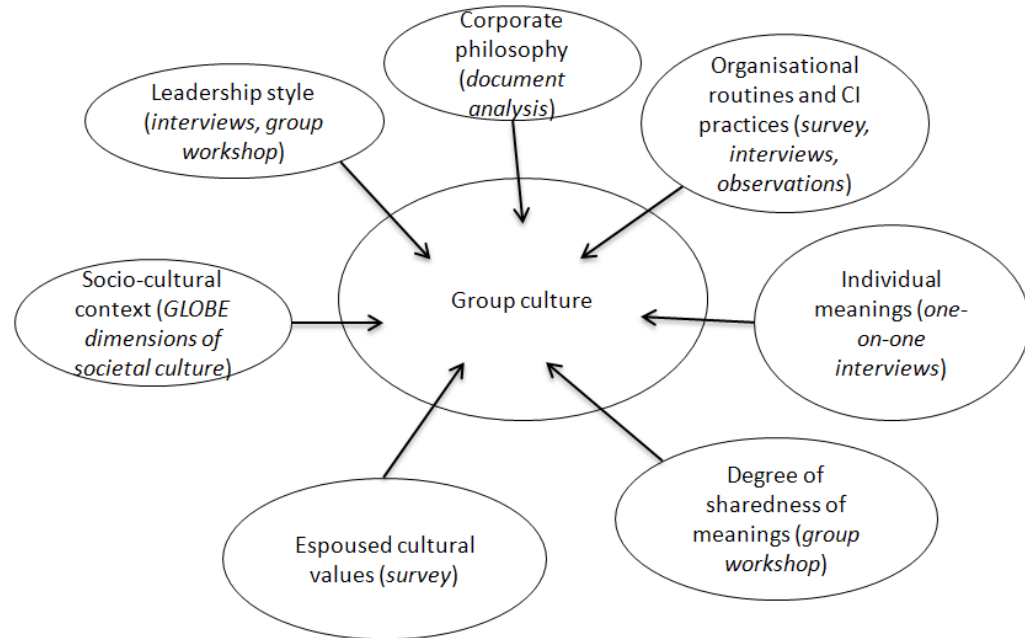 Corporate
philosophy
(document
analysis)
Leadership style
(interviews, group
workshop)
Organisational
routines and CI
practices (survey,
interviews,
observations)
Socio-cultural
context (GLOBE
dimensions of
societal culture)
Group culture
Individual
meanings (one-
on-one
interviews)
Espoused cultural
values (survey)
Degree of
sharedness of
meanings (group
workshop)